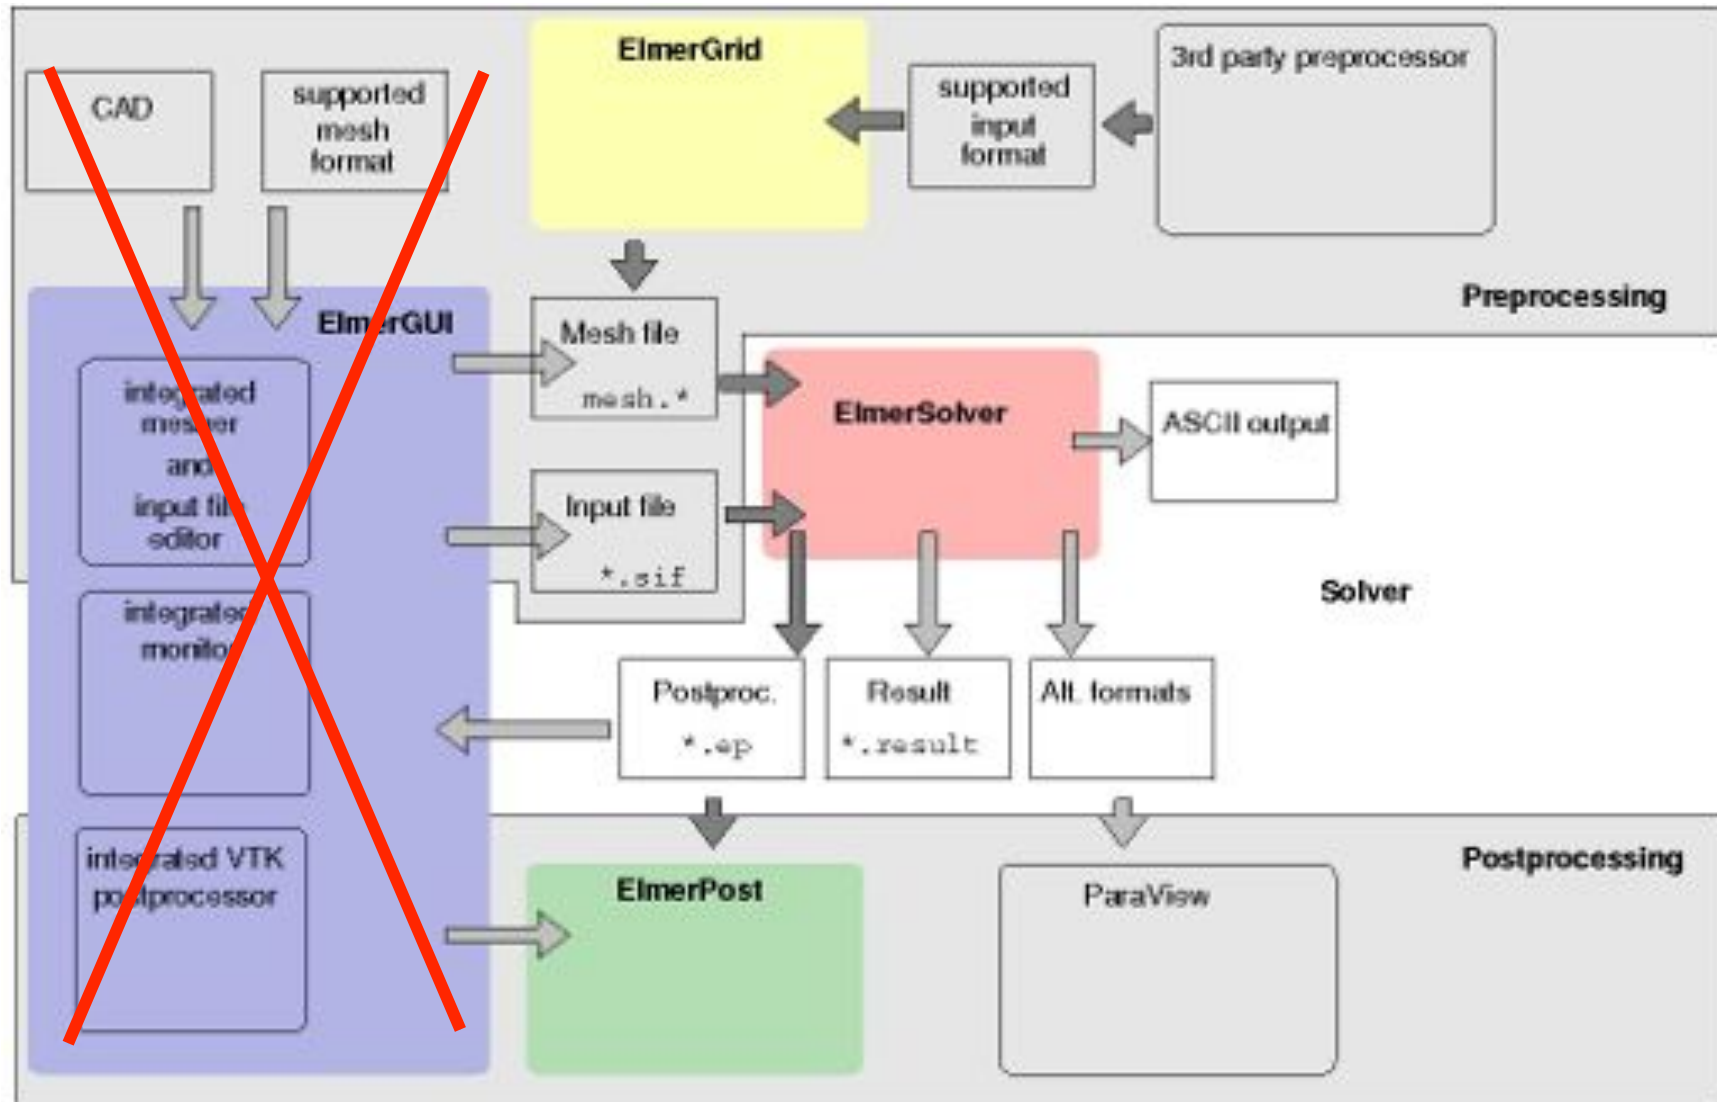 ElmerGrid
3rd party preprocessor
CAD
supported
mesh
format
supported
input
format
Preprocessing
ElmerGUI
Mesh file
mesh.*
integrated
mesher
and
input file
editor
ElmerSolver
ASCII output
Input file
*.sif
Solver
integrated
monitor
Postproc.
*.ep
Result
*.result
Alt. formats
integrated VTK
postprocessor
ElmerPost
ParaView
Postprocessing